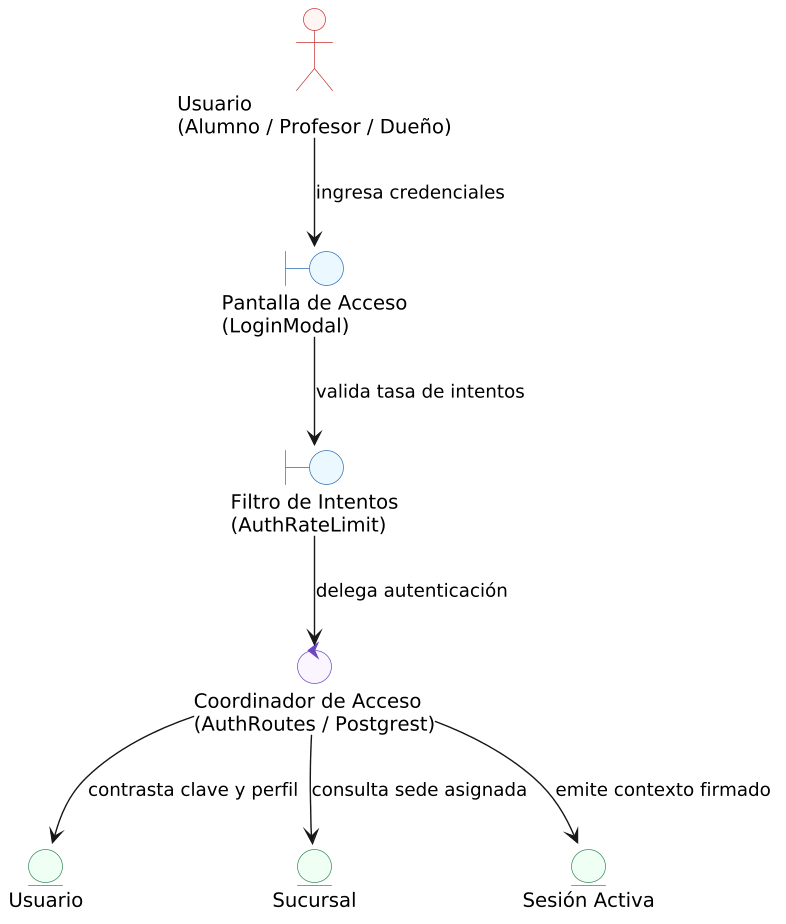 Usuario
(Alumno / Profesor / Dueño)
ingresa credenciales
Pantalla de Acceso
(LoginModal)
valida tasa de intentos
Filtro de Intentos
(AuthRateLimit)
delega autenticación
Coordinador de Acceso
(AuthRoutes / Postgrest)
contrasta clave y perfil
consulta sede asignada
emite contexto firmado
Usuario
Sucursal
Sesión Activa